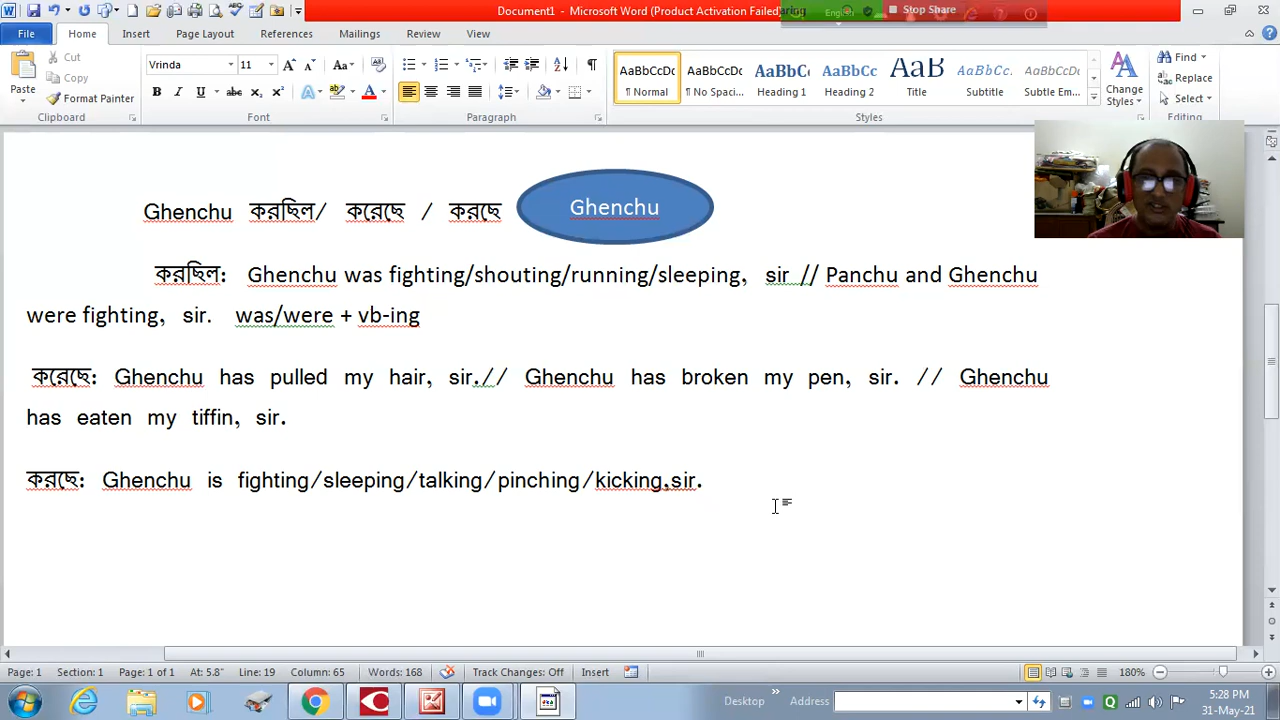 Document1 - Microsoft Word (Product Activation Failed)
English
Stop Share
File Home Insert Page Layout References Mailings Review View
Paste
Cut
Copy
Format Painter
Clipboard
Vrinda 11
Font
Paragraph
AaBbCcDc AaBbCcDc AaBbCc AaBbCc AaB AaBbCcI AaBbCcDc
¶ Normal ¶ No Spaci... Heading 1 Heading 2 Title Subtitle Subtle Em...
Styles
Change Styles
Find
Replace
Select
Editing
Ghenchu করছিল/ করেছে / করছে
Ghenchu
করছিল: Ghenchu was fighting/shouting/running/sleeping, sir // Panchu and Ghenchu
were fighting, sir. was/were + vb-ing
করেছে: Ghenchu has pulled my hair, sir.// Ghenchu has broken my pen, sir. // Ghenchu
has eaten my tiffin, sir.
করছে: Ghenchu is fighting/sleeping/talking/pinching/kicking,sir.
Page: 1 Section: 1 Page: 1 of 1 At: 5.8" Line: 19 Column: 65 Words: 168 Track Changes: Off Insert 180%
Desktop Address
5:28 PM
31-May-21